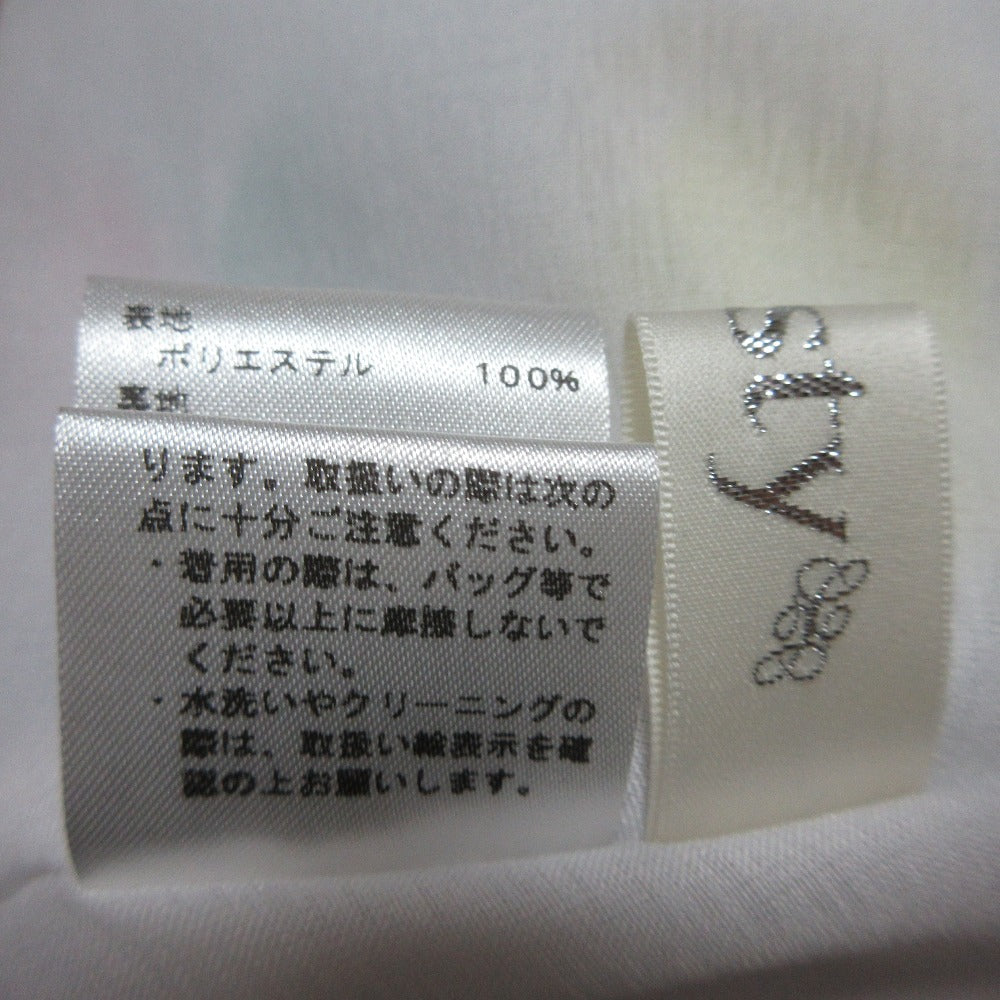 表地
ポリエステル 100%
裏地
ります。取扱いの際は次の
点に十分ご注意ください。
・着用の際は、バッグ等で
必要以上に摩擦しないで
ください。
・水洗いやクリーニングの
際は、取扱い絵表示を確
認の上お願いします。
sty